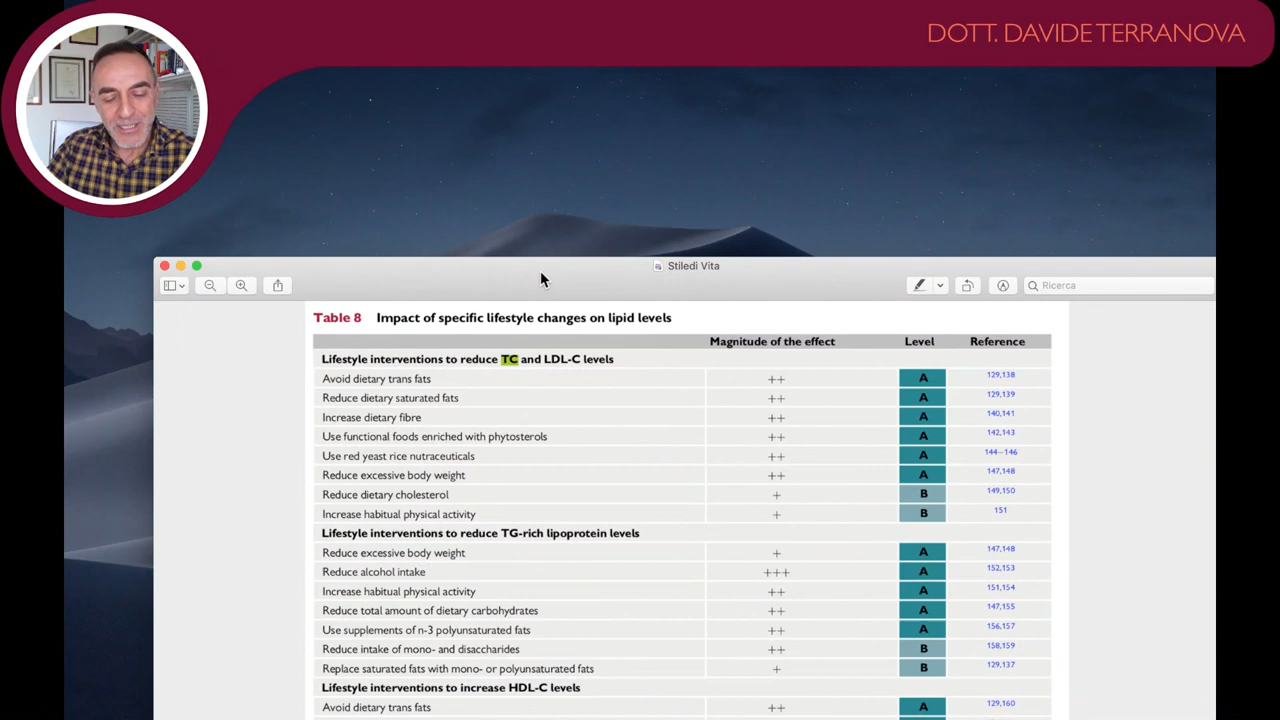 DOTT. DAVIDE TERRANOVA
Stiledi Vita
Ricerca
Table 8 Impact of specific lifestyle changes on lipid levels
Magnitude of the effect Level Reference
Lifestyle interventions to reduce TC and LDL-C levels
Avoid dietary trans fats ++ A 129,138
Reduce dietary saturated fats ++ A 129,139
Increase dietary fibre ++ A 140,141
Use functional foods enriched with phytosterols ++ A 142,143
Use red yeast rice nutraceuticals ++ A 144–146
Reduce excessive body weight ++ A 147,148
Reduce dietary cholesterol + B 149,150
Increase habitual physical activity + B 151
Lifestyle interventions to reduce TG-rich lipoprotein levels
Reduce excessive body weight + A 147,148
Reduce alcohol intake +++ A 152,153
Increase habitual physical activity ++ A 151,154
Reduce total amount of dietary carbohydrates ++ A 147,155
Use supplements of n-3 polyunsaturated fats ++ A 156,157
Reduce intake of mono- and disaccharides ++ B 158,159
Replace saturated fats with mono- or polyunsaturated fats + B 129,137
Lifestyle interventions to increase HDL-C levels
Avoid dietary trans fats ++ A 129,160